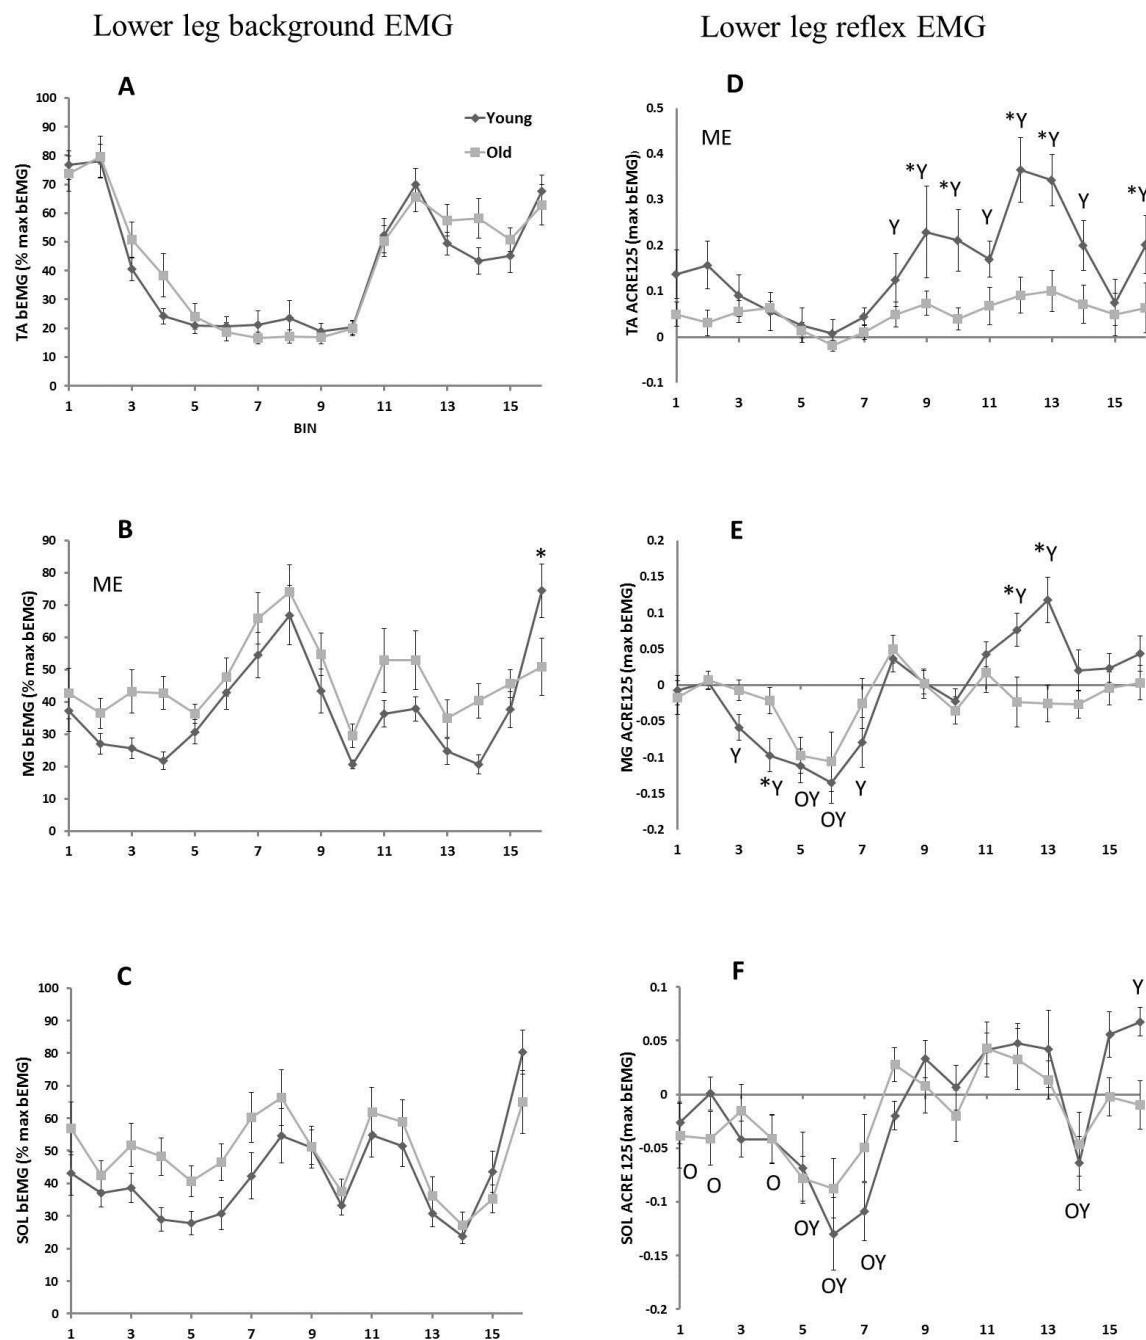 Lower leg background EMG
Lower leg reflex EMG
A
TA bEMG (% max bEMG)
100
90
80
70
60
50
40
30
20
10
0
Young
Old
1 3 5 7 9 11 13 15
BIN
D
ME
TA ACRE125 (max bEMG)
0.5
0.4
0.3
0.2
0.1
0
-0.1
Y *Y *Y Y *Y *Y Y *Y
1 3 5 7 9 11 13 15
B
ME
MG bEMG (% max bEMG)
90
80
70
60
50
40
30
20
10
0
*
1 3 5 7 9 11 13 15
E
MG ACRE125 (max bEMG)
0.2
0.15
0.1
0.05
0
-0.05
-0.1
-0.15
-0.2
Y *Y OY OY Y *Y *Y
1 3 5 7 9 11 13 15
C
SOL bEMG (% max bEMG)
100
90
80
70
60
50
40
30
20
10
0
1 3 5 7 9 11 13 15
F
SOL ACRE 125 (max bEMG)
0.1
0.05
0
-0.05
-0.1
-0.15
-0.2
O O O OY OY OY OY Y
1 3 5 7 9 11 13 15